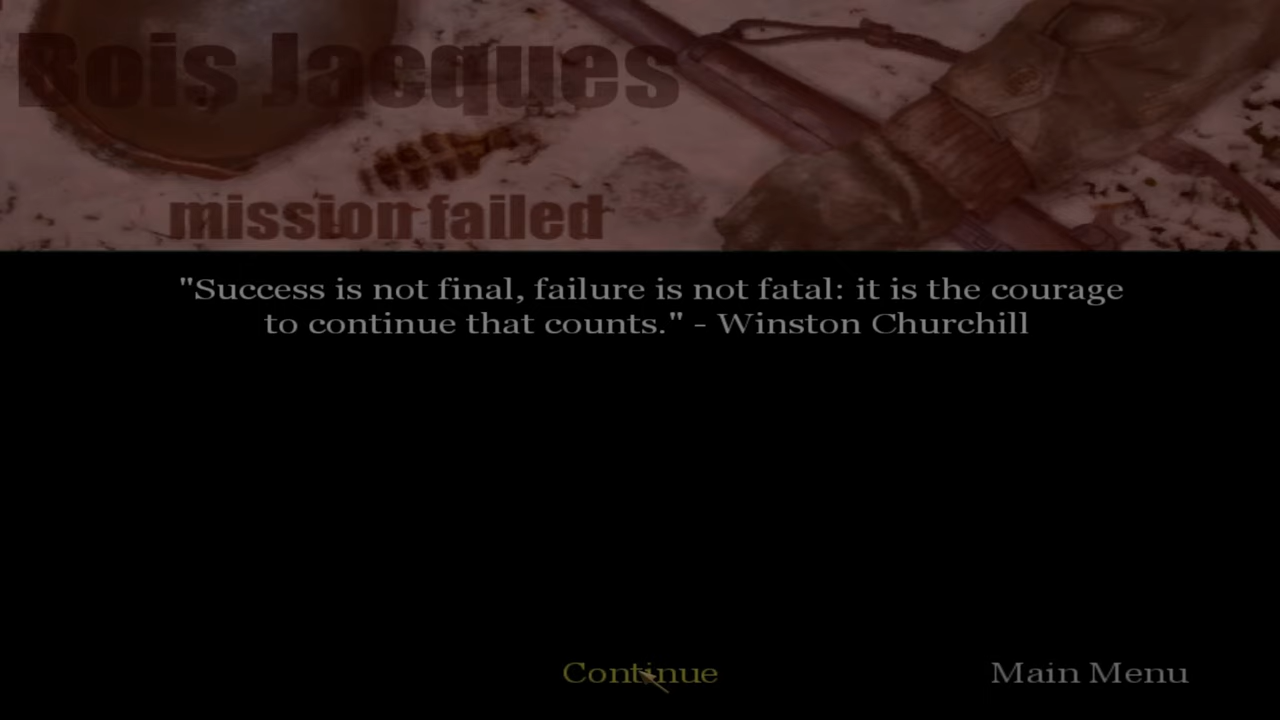 Bois Jacques
mission failed
"Success is not final, failure is not fatal: it is the courage
to continue that counts." - Winston Churchill
Continue
Main Menu